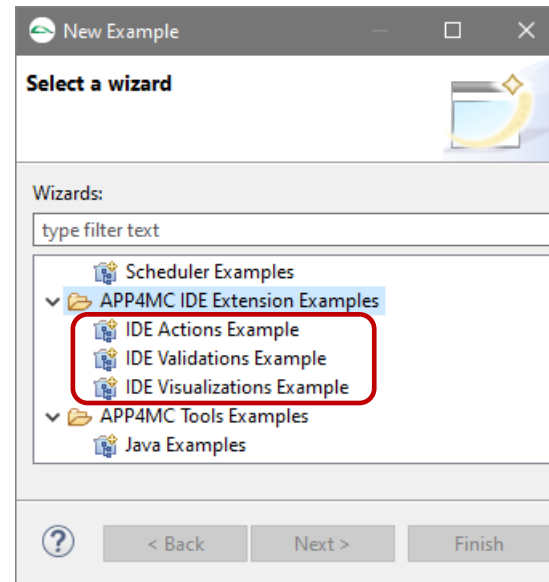 New Example
Select a wizard
Wizards:
type filter text
Scheduler Examples
APP4MC IDE Extension Examples
IDE Actions Example
IDE Validations Example
IDE Visualizations Example
APP4MC Tools Examples
Java Examples
? < Back Next > Finish